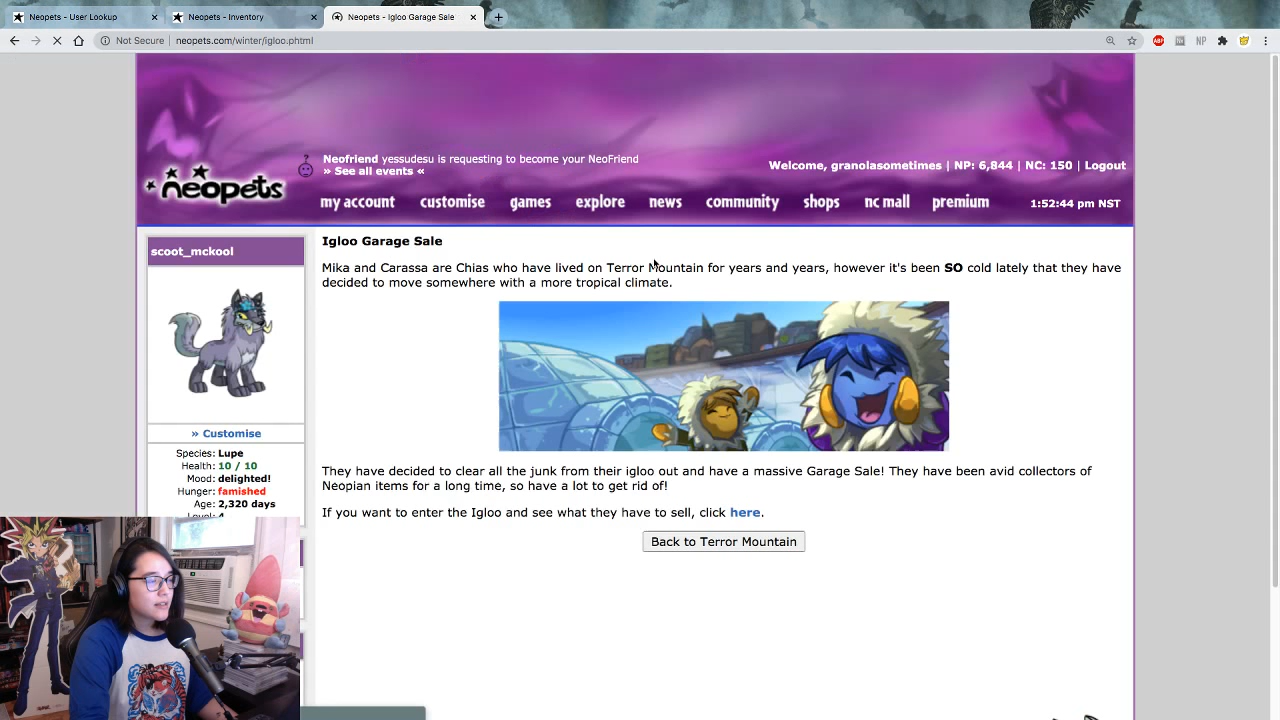 Neopets - User Lookup
Neopets - Inventory
Neopets - Igloo Garage Sale
Not Secure | neopets.com/winter/igloo.phtml
ABP
NP
Neofriend yessudesu is requesting to become your NeoFriend
» See all events «
Welcome, granolasometimes | NP: 6,844 | NC: 150 | Logout
neopets
my account
customise
games
explore
news
community
shops
nc mall
premium
1:52:44 pm NST
scoot_mckool
» Customise
Species: Lupe
Health: 10 / 10
Mood: delighted!
Hunger: famished
Age: 2,320 days
Igloo Garage Sale
Mika and Carassa are Chias who have lived on Terror Mountain for years and years, however it's been SO cold lately that they have
decided to move somewhere with a more tropical climate.
They have decided to clear all the junk from their igloo out and have a massive Garage Sale! They have been avid collectors of
Neopian items for a long time, so have a lot to get rid of!
If you want to enter the Igloo and see what they have to sell, click here.
Back to Terror Mountain